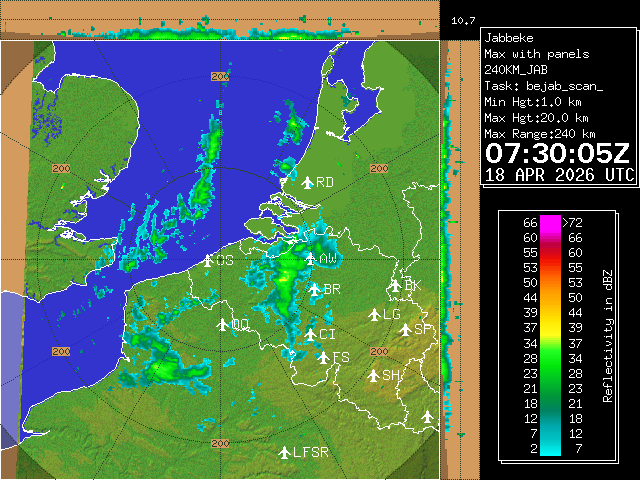 10.7
Jabbeke
Max with panels
240KM_JAB
Task: bejab_scan_
Min Hgt:1.0 km
Max Hgt:20.0 km
Max Range:240 km
07:30:05Z
18 APR 2026 UTC
200
200
RD
200
OS
AW
BR
BK
LG
SP
CI
FS
200
SH
200
LFSR
66 >72
60 66
55 60
53 55
50 53
44 50
39 44
37 39
34 37
28 34
23 28
21 23
18 21
12 18
7 12
2 7
Reflectivity in dBZ